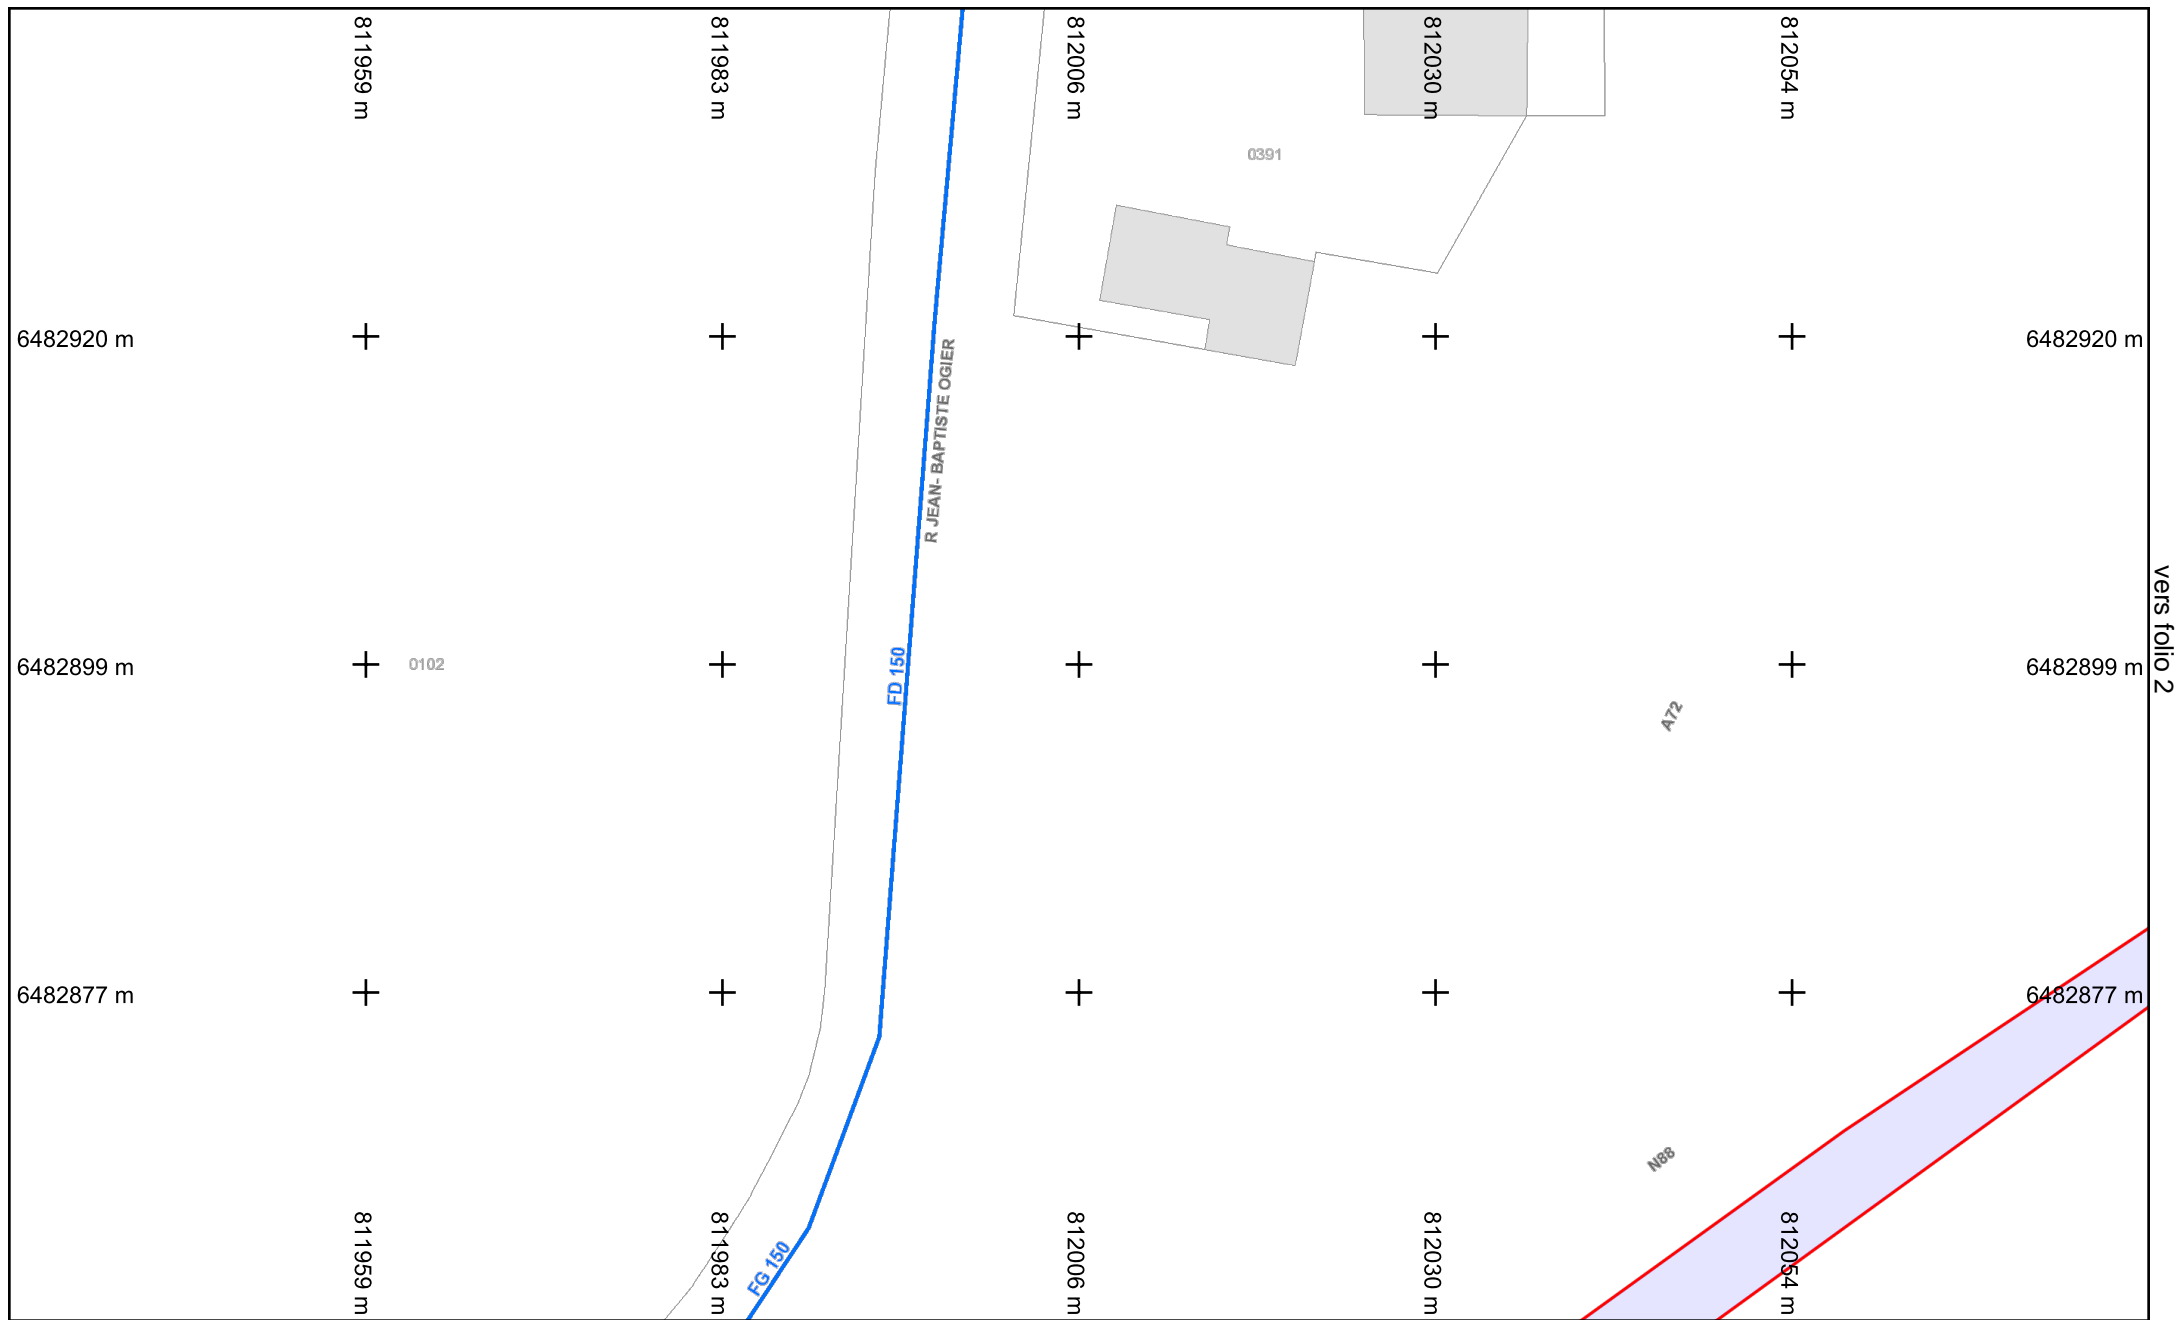 811959 m
811983 m
812006 m
812030 m
812054 m
0391
6482920 m
6482920 m
R JEAN- BAPTISTE OGIER
vers folio 2
6482899 m
0102
FD 150
6482899 m
A72
6482877 m
6482877 m
N88
FG 150
811959 m
811983 m
812006 m
812030 m
812054 m